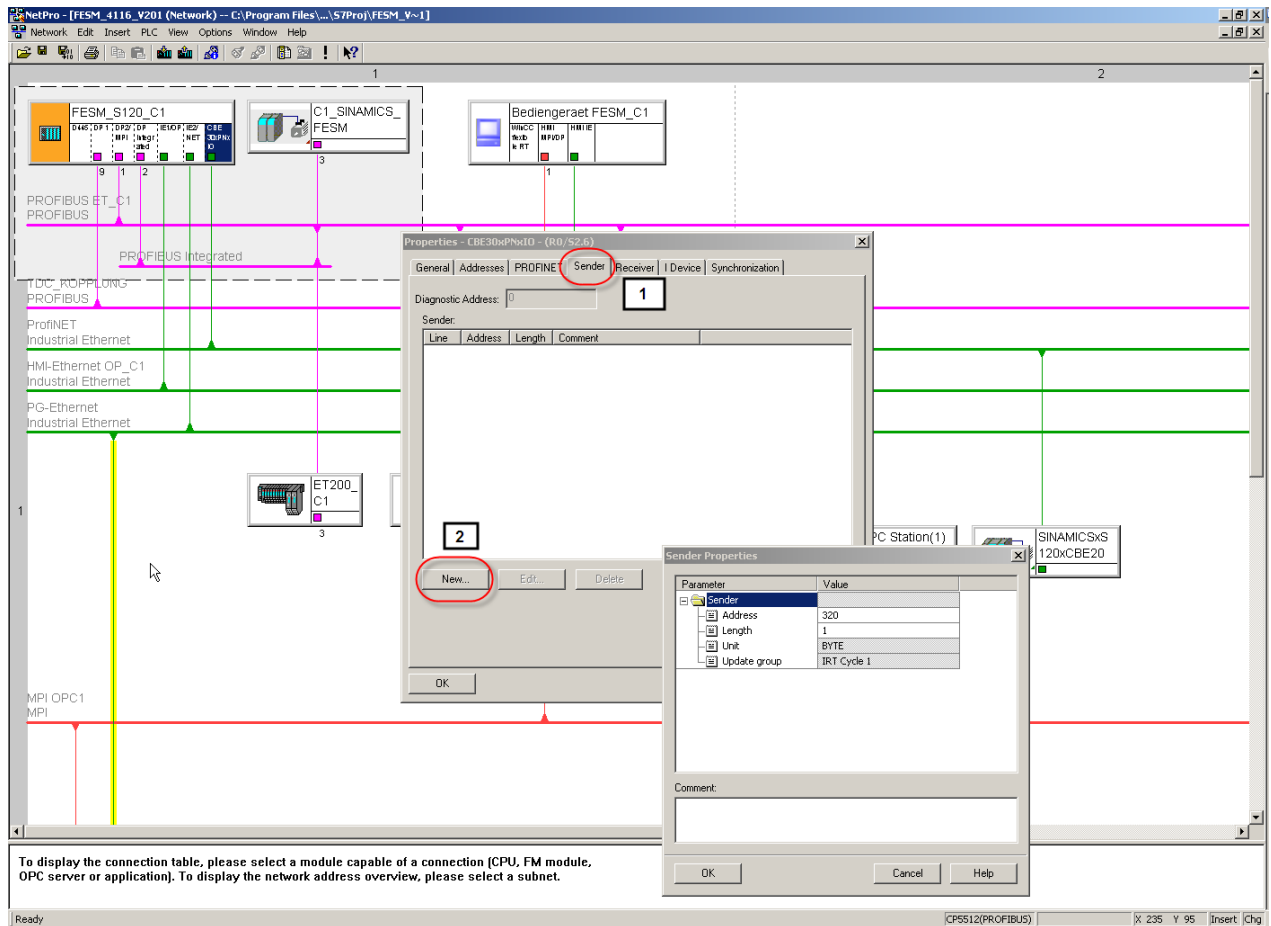 NetPro - [FESM_4116_V201 (Network) -- C:\Program Files\...\S7Proj\FESM_V~1]
Network Edit Insert PLC View Options Window Help
1
2
FESM_S120_C1
D445 DP 1 DP2/ DP IE1/OP IE2/ CBE
MPI Integr NET 30xPNx
ated IO
9 1 2
C1_SINAMICS_
FESM
3
Bediengeraet FESM_C1
WinCC HMI HMI IE
flexib MPI/DP
le RT
1
PROFIBUS ET_C1
PROFIBUS
PROFIBUS Integrated
TDC_KOPPLUNG
PROFIBUS
ProfiNET
Industrial Ethernet
HMI-Ethernet OP_C1
Industrial Ethernet
PG-Ethernet
Industrial Ethernet
1
ET200_
C1
3
PC Station(1)
SINAMICSxS
120xCBE20
MPI OPC1
MPI
Properties - CBE30xPNxIO - (R0/S2.6)
General Addresses PROFINET Sender Receiver I Device Synchronization
1
Diagnostic Address: 0
Sender:
Line Address Length Comment
2
New... Edit... Delete
OK
Sender Properties
Parameter Value
Sender
Address 320
Length 1
Unit BYTE
Update group IRT Cycle 1
Comment:
OK Cancel Help
To display the connection table, please select a module capable of a connection (CPU, FM module,
OPC server or application). To display the network address overview, please select a subnet.
Ready CP5512(PROFIBUS) X 235 Y 95 Insert Chg